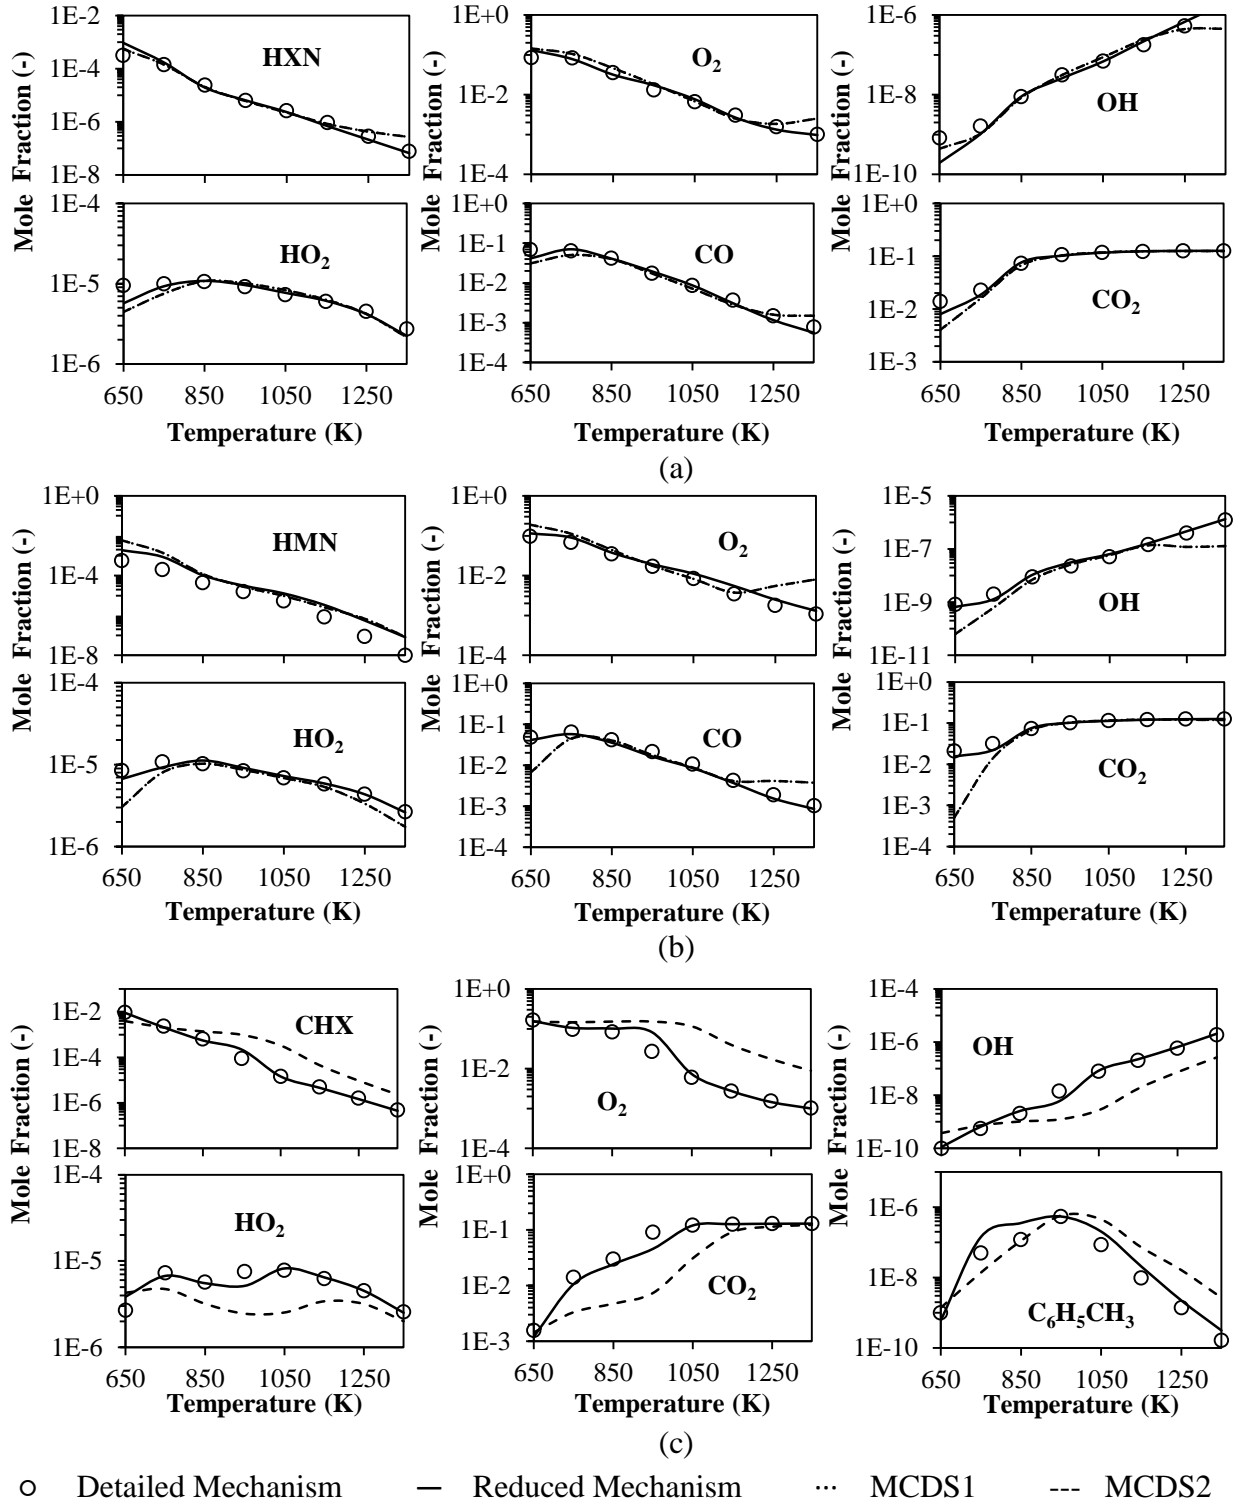 Mole Fraction (-)
1E-2
1E-4
1E-6
1E-8
HXN
1E+0
1E-2
1E-4
O₂
1E-6
1E-8
1E-10
OH
1E-4
1E-5
1E-6
HO₂
650 850 1050 1250
Temperature (K)
Mole Fraction (-)
1E+0
1E-1
1E-2
1E-3
1E-4
CO
650 850 1050 1250
Temperature (K)
Mole Fraction (-)
1E+0
1E-1
1E-2
1E-3
CO₂
650 850 1050 1250
Temperature (K)
(a)
Mole Fraction (-)
1E+0
1E-4
1E-8
HMN
1E+0
1E-2
1E-4
O₂
1E-5
1E-7
1E-9
1E-11
OH
1E-4
1E-5
1E-6
HO₂
650 850 1050 1250
Temperature (K)
Mole Fraction (-)
1E+0
1E-1
1E-2
1E-3
1E-4
CO
650 850 1050 1250
Temperature (K)
Mole Fraction (-)
1E+0
1E-1
1E-2
1E-3
1E-4
CO₂
650 850 1050 1250
Temperature (K)
(b)
Mole Fraction (-)
1E-2
1E-4
1E-6
1E-8
CHX
1E+0
1E-2
1E-4
O₂
1E-4
1E-6
1E-8
1E-10
OH
1E-4
1E-5
1E-6
HO₂
650 850 1050 1250
Temperature (K)
Mole Fraction (-)
1E+0
1E-1
1E-2
1E-3
CO₂
650 850 1050 1250
Temperature (K)
Mole Fraction (-)
1E-6
1E-8
1E-10
C₆H₅CH₃
650 850 1050 1250
Temperature (K)
(c)
Detailed Mechanism Reduced Mechanism MCDS1 MCDS2